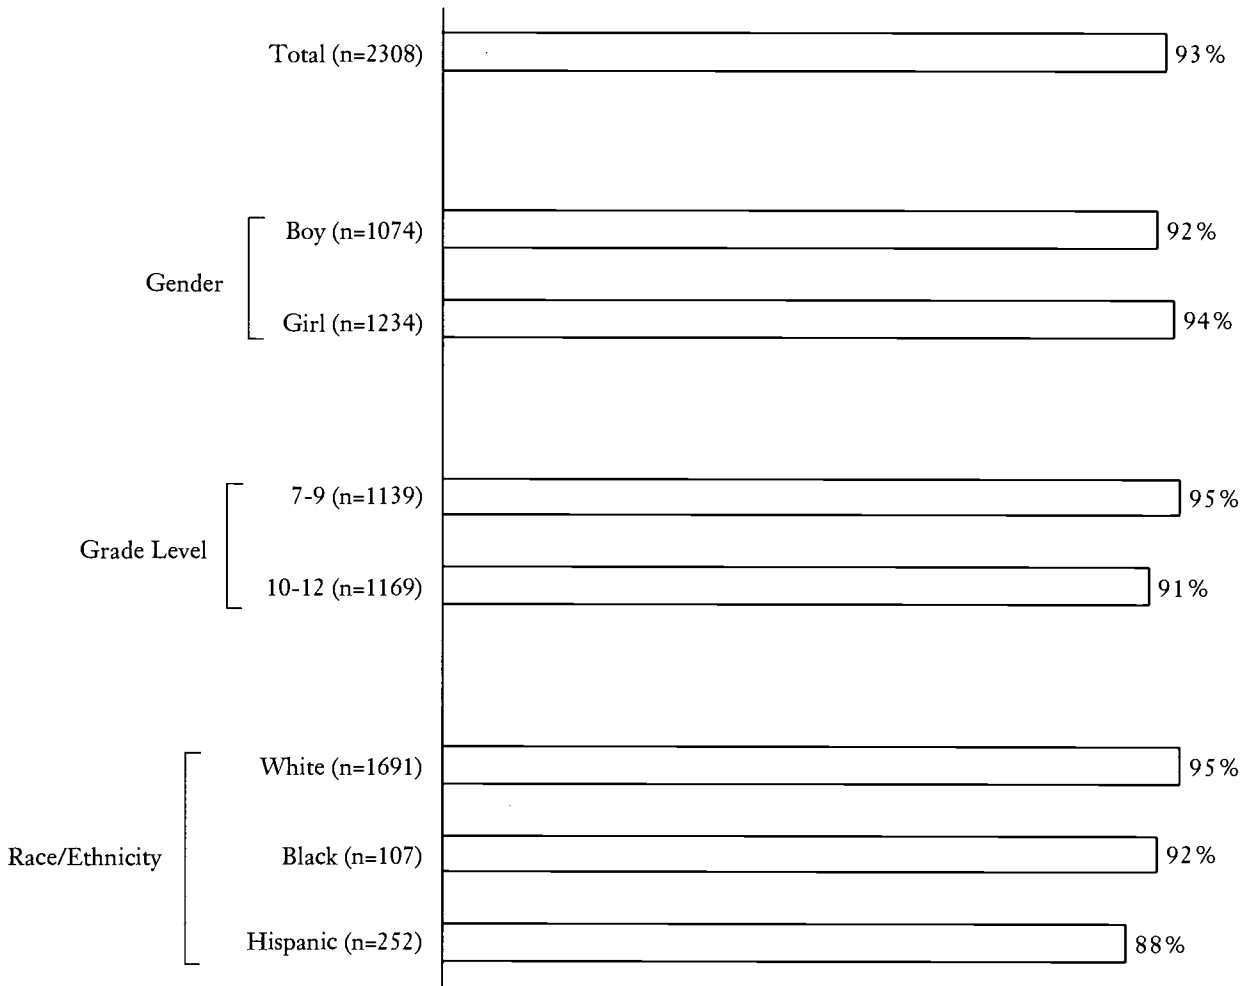 Total (n=2308) 93%
Boy (n=1074) 92%
Gender
Girl (n=1234) 94%
7-9 (n=1139) 95%
Grade Level
10-12 (n=1169) 91%
White (n=1691) 95%
Race/Ethnicity Black (n=107) 92%
Hispanic (n=252) 88%